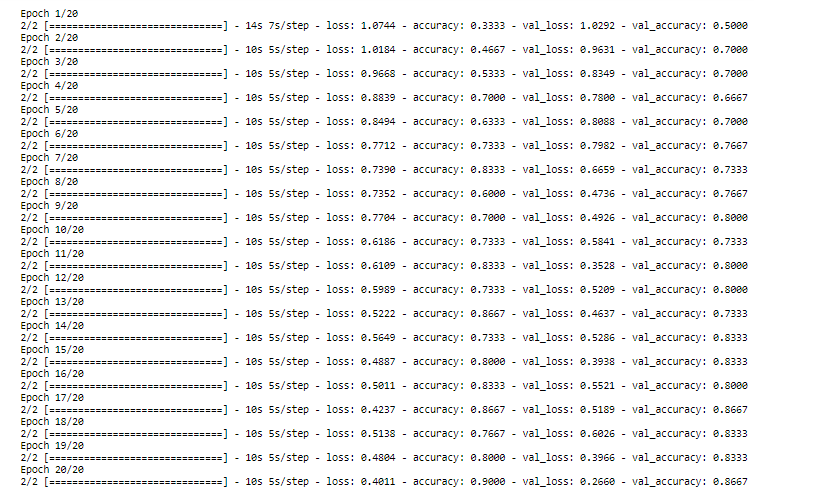 Epoch 1/20
2/2 [==============================] - 14s 7s/step - loss: 1.0744 - accuracy: 0.3333 - val_loss: 1.0292 - val_accuracy: 0.5000
Epoch 2/20
2/2 [==============================] - 10s 5s/step - loss: 1.0184 - accuracy: 0.4667 - val_loss: 0.9631 - val_accuracy: 0.7000
Epoch 3/20
2/2 [==============================] - 10s 5s/step - loss: 0.9668 - accuracy: 0.5333 - val_loss: 0.8349 - val_accuracy: 0.7000
Epoch 4/20
2/2 [==============================] - 10s 5s/step - loss: 0.8839 - accuracy: 0.7000 - val_loss: 0.7800 - val_accuracy: 0.6667
Epoch 5/20
2/2 [==============================] - 10s 5s/step - loss: 0.8494 - accuracy: 0.6333 - val_loss: 0.8088 - val_accuracy: 0.7000
Epoch 6/20
2/2 [==============================] - 10s 5s/step - loss: 0.7712 - accuracy: 0.7333 - val_loss: 0.7982 - val_accuracy: 0.7667
Epoch 7/20
2/2 [==============================] - 10s 5s/step - loss: 0.7390 - accuracy: 0.8333 - val_loss: 0.6659 - val_accuracy: 0.7333
Epoch 8/20
2/2 [==============================] - 10s 5s/step - loss: 0.7352 - accuracy: 0.6000 - val_loss: 0.4736 - val_accuracy: 0.7667
Epoch 9/20
2/2 [==============================] - 10s 5s/step - loss: 0.7704 - accuracy: 0.7000 - val_loss: 0.4926 - val_accuracy: 0.8000
Epoch 10/20
2/2 [==============================] - 10s 5s/step - loss: 0.6186 - accuracy: 0.7333 - val_loss: 0.5841 - val_accuracy: 0.7333
Epoch 11/20
2/2 [==============================] - 10s 5s/step - loss: 0.6109 - accuracy: 0.8333 - val_loss: 0.3528 - val_accuracy: 0.8000
Epoch 12/20
2/2 [==============================] - 10s 5s/step - loss: 0.5989 - accuracy: 0.7333 - val_loss: 0.5209 - val_accuracy: 0.8000
Epoch 13/20
2/2 [==============================] - 10s 5s/step - loss: 0.5222 - accuracy: 0.8667 - val_loss: 0.4637 - val_accuracy: 0.7333
Epoch 14/20
2/2 [==============================] - 10s 5s/step - loss: 0.5649 - accuracy: 0.7333 - val_loss: 0.5286 - val_accuracy: 0.8333
Epoch 15/20
2/2 [==============================] - 10s 5s/step - loss: 0.4887 - accuracy: 0.8000 - val_loss: 0.3938 - val_accuracy: 0.8333
Epoch 16/20
2/2 [==============================] - 10s 5s/step - loss: 0.5011 - accuracy: 0.8333 - val_loss: 0.5521 - val_accuracy: 0.8000
Epoch 17/20
2/2 [==============================] - 10s 5s/step - loss: 0.4237 - accuracy: 0.8667 - val_loss: 0.5189 - val_accuracy: 0.8667
Epoch 18/20
2/2 [==============================] - 10s 5s/step - loss: 0.5138 - accuracy: 0.7667 - val_loss: 0.6026 - val_accuracy: 0.8333
Epoch 19/20
2/2 [==============================] - 10s 5s/step - loss: 0.4804 - accuracy: 0.8000 - val_loss: 0.3966 - val_accuracy: 0.8333
Epoch 20/20
2/2 [==============================] - 10s 5s/step - loss: 0.4011 - accuracy: 0.9000 - val_loss: 0.2660 - val_accuracy: 0.8667